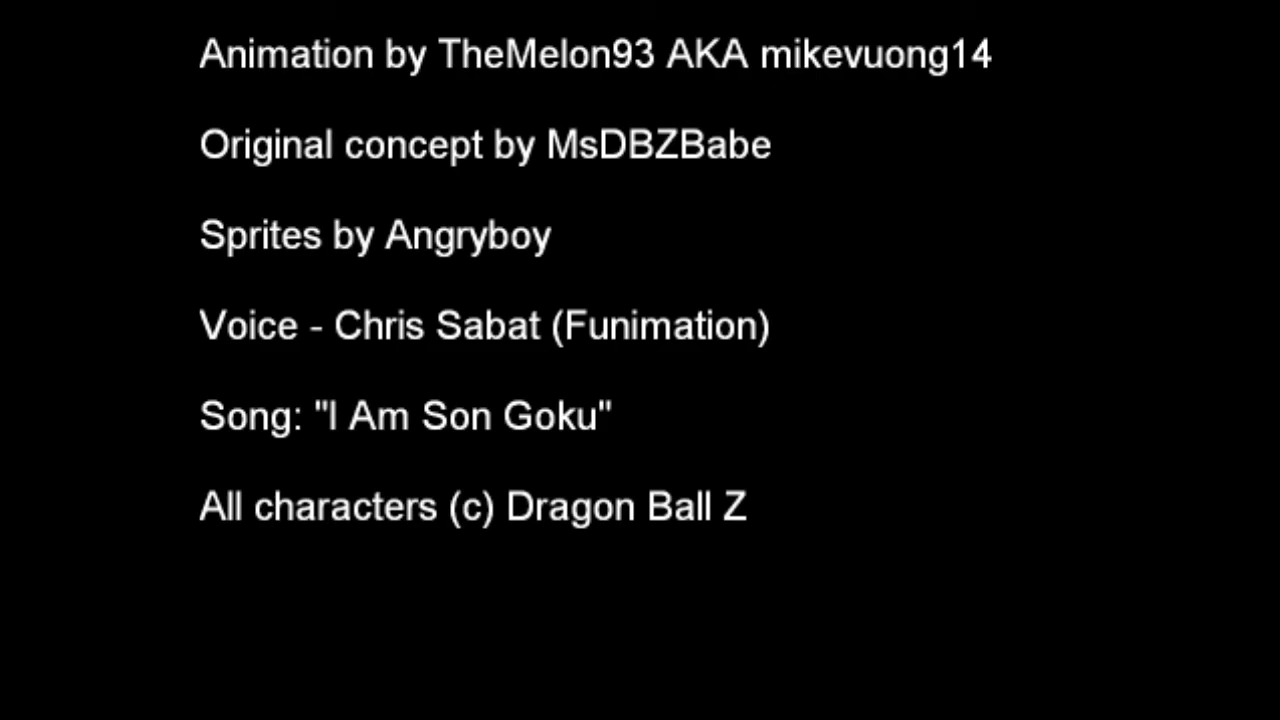 Animation by TheMelon93 AKA mikevuong14
Original concept by MsDBZBabe
Sprites by Angryboy
Voice - Chris Sabat (Funimation)
Song: "I Am Son Goku"
All characters (c) Dragon Ball Z